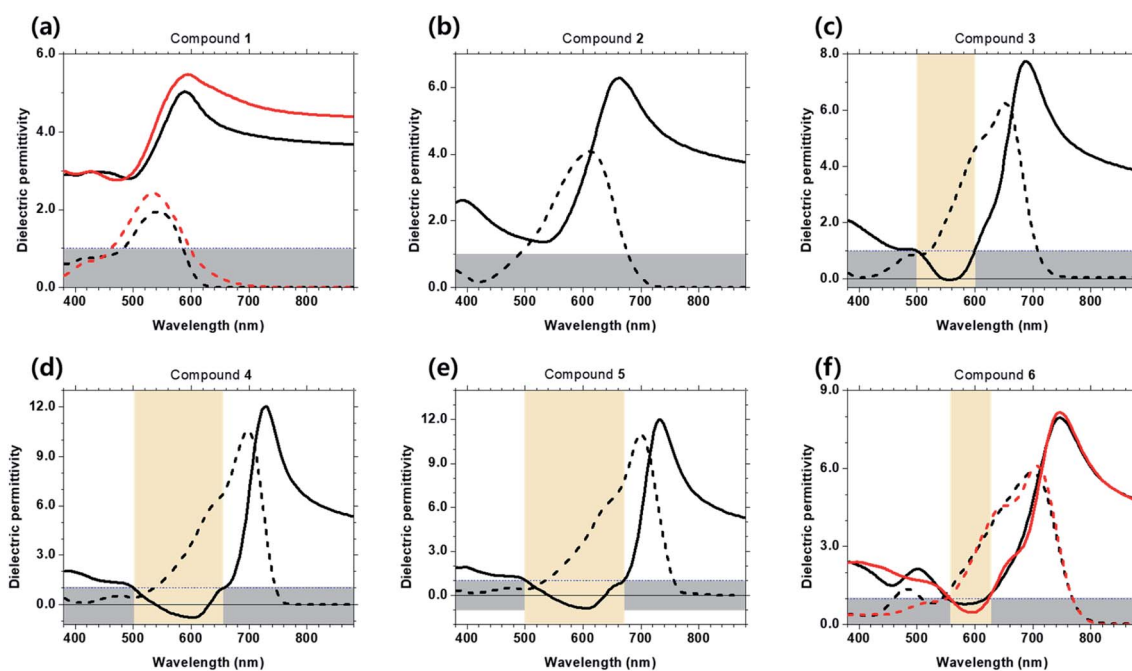 (a)
Compound 1
6.0
4.0
2.0
0.0
Dielectric permittivity
400 500 600 700 800
Wavelength (nm)
(b)
Compound 2
6.0
4.0
2.0
0.0
Dielectric permittivity
400 500 600 700 800
Wavelength (nm)
(c)
Compound 3
8.0
6.0
4.0
2.0
0.0
Dielectric permittivity
400 500 600 700 800
Wavelength (nm)
(d)
Compound 4
12.0
9.0
6.0
3.0
0.0
Dielectric permittivity
400 500 600 700 800
Wavelength (nm)
(e)
Compound 5
12.0
9.0
6.0
3.0
0.0
Dielectric permittivity
400 500 600 700 800
Wavelength (nm)
(f)
Compound 6
9.0
6.0
3.0
0.0
Dielectric permittivity
400 500 600 700 800
Wavelength (nm)